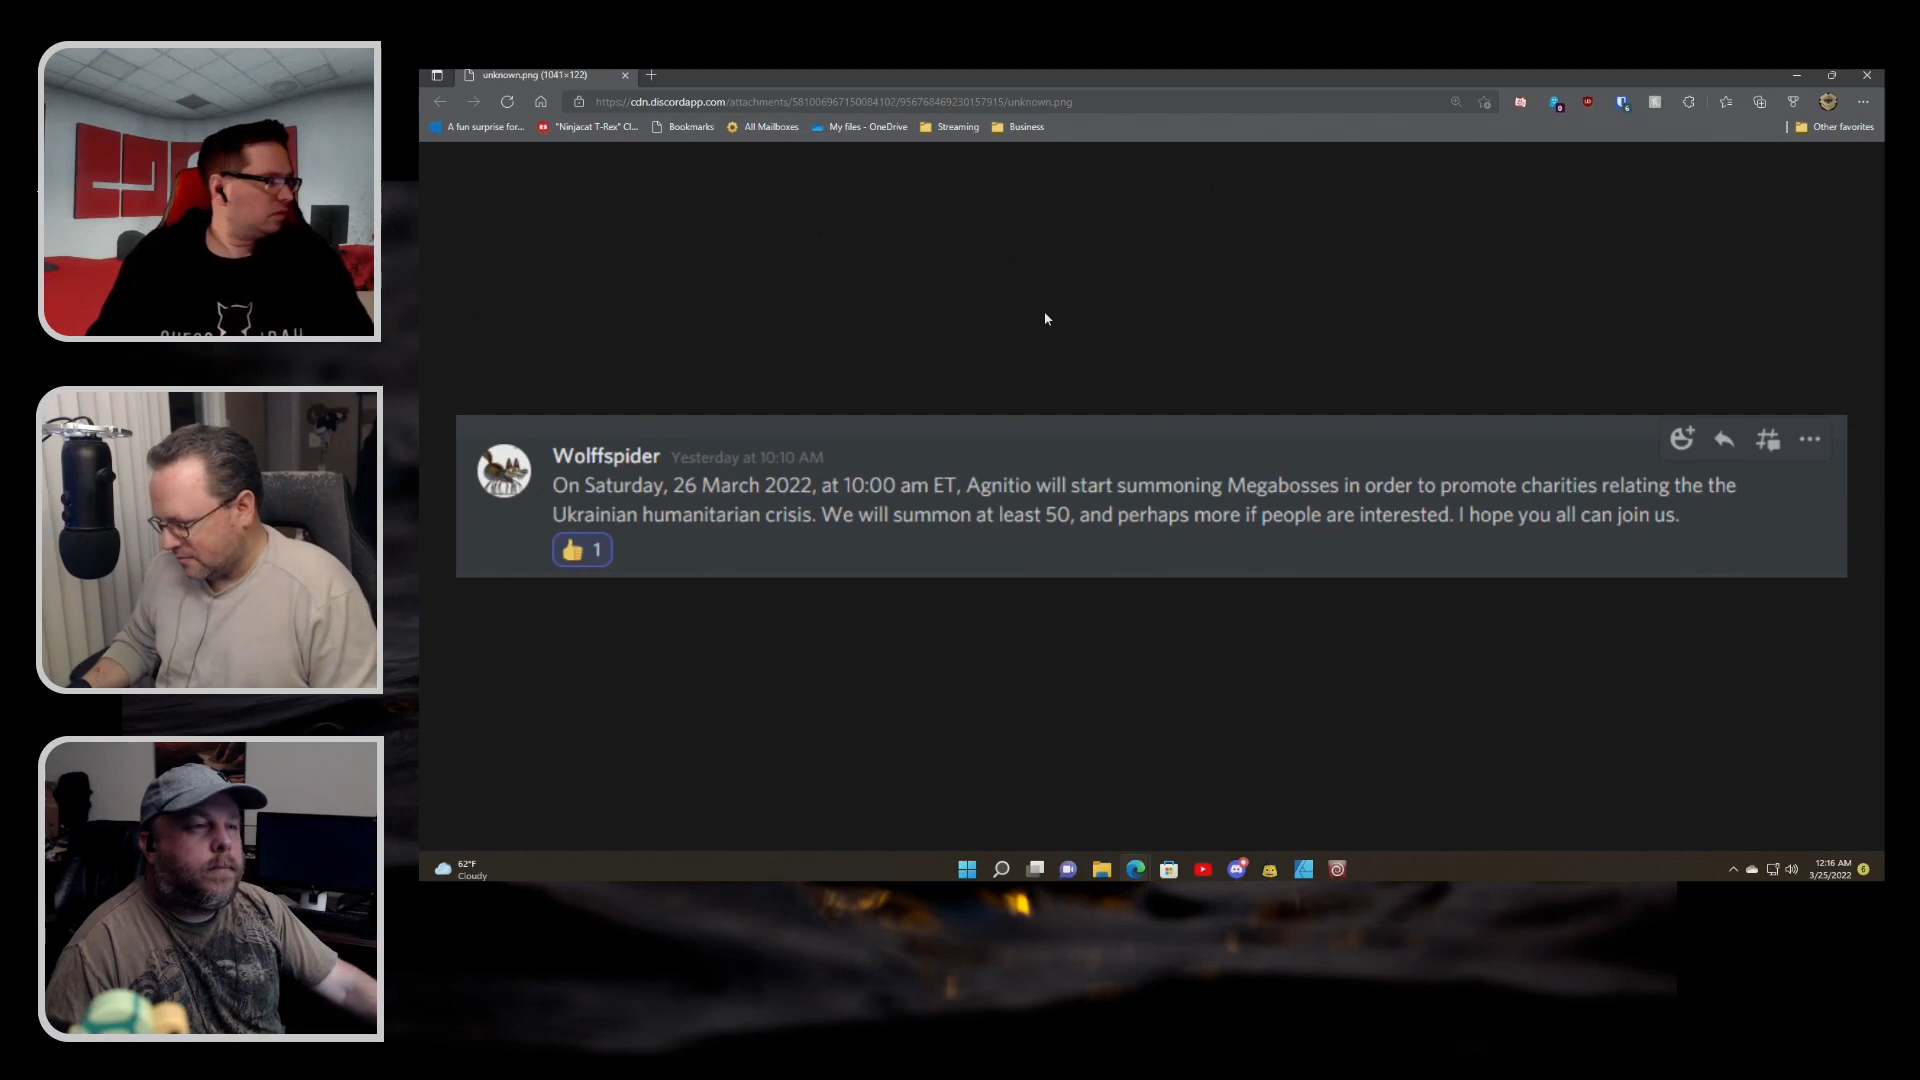 unknown.png (1041×122)
https://cdn.discordapp.com/attachments/581006967150084102/956768469230157915/unknown.png
A fun surprise for...
"Ninjacat T-Rex" Cl...
Bookmarks
All Mailboxes
My files - OneDrive
Streaming
Business
Other favorites
Wolffspider Yesterday at 10:10 AM
On Saturday, 26 March 2022, at 10:00 am ET, Agnitio will start summoning Megabosses in order to promote charities relating the the
Ukrainian humanitarian crisis. We will summon at least 50, and perhaps more if people are interested. I hope you all can join us.
1
62°F
Cloudy
12:16 AM
3/25/2022
6